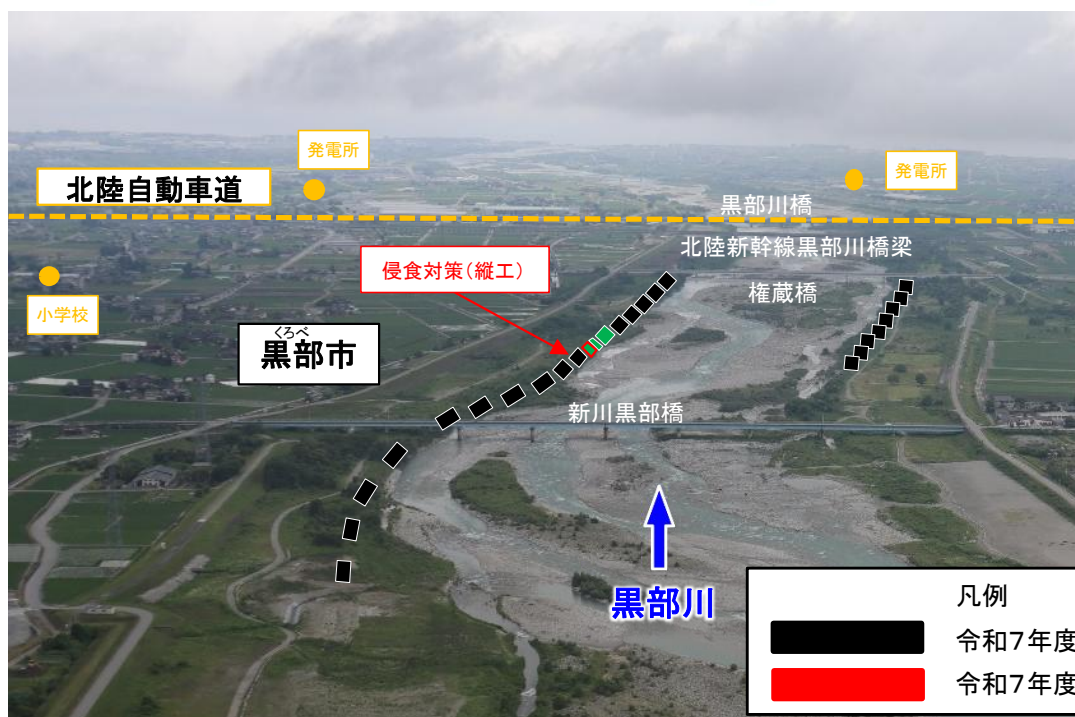 発電所
発電所
北陸自動車道
黒部川橋
北陸新幹線黒部川橋梁
侵食対策(縦工)
権蔵橋
小学校
くろべ
黒部市
新川黒部橋
黒部川
凡例
令和7年度
令和7年度